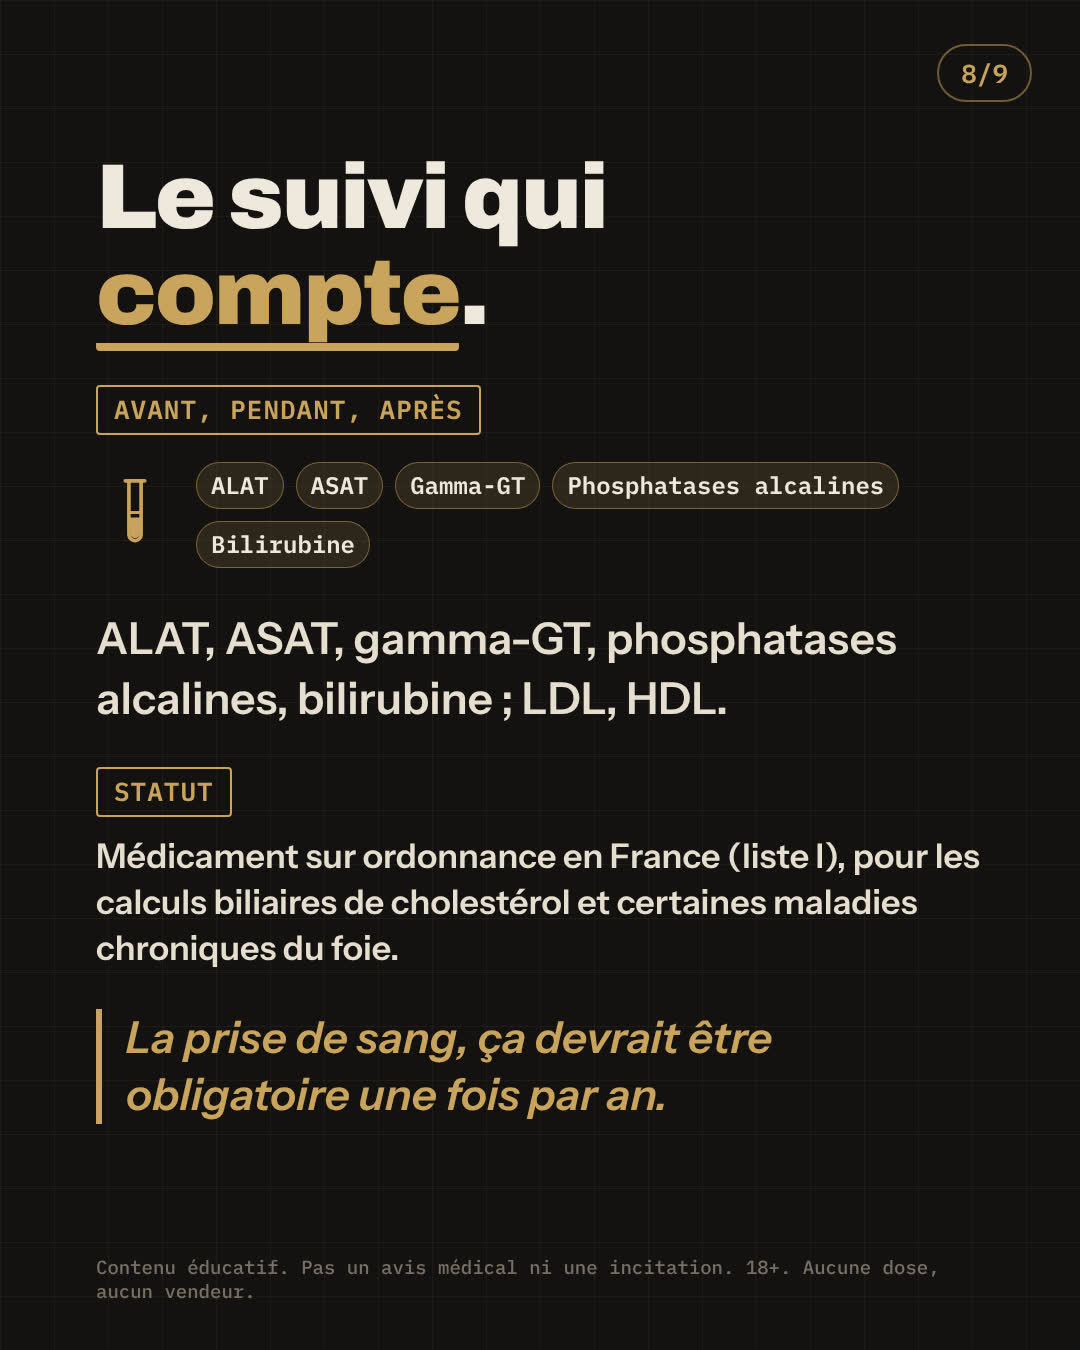 8/9
Le suivi qui
compte.
AVANT, PENDANT, APRÈS
ALAT ASAT Gamma-GT Phosphatases alcalines
Bilirubine
ALAT, ASAT, gamma-GT, phosphatases
alcalines, bilirubine ; LDL, HDL.
STATUT
Médicament sur ordonnance en France (liste I), pour les
calculs biliaires de cholestérol et certaines maladies
chroniques du foie.
La prise de sang, ça devrait être
obligatoire une fois par an.
Contenu éducatif. Pas un avis médical ni une incitation. 18+. Aucune dose,
aucun vendeur.